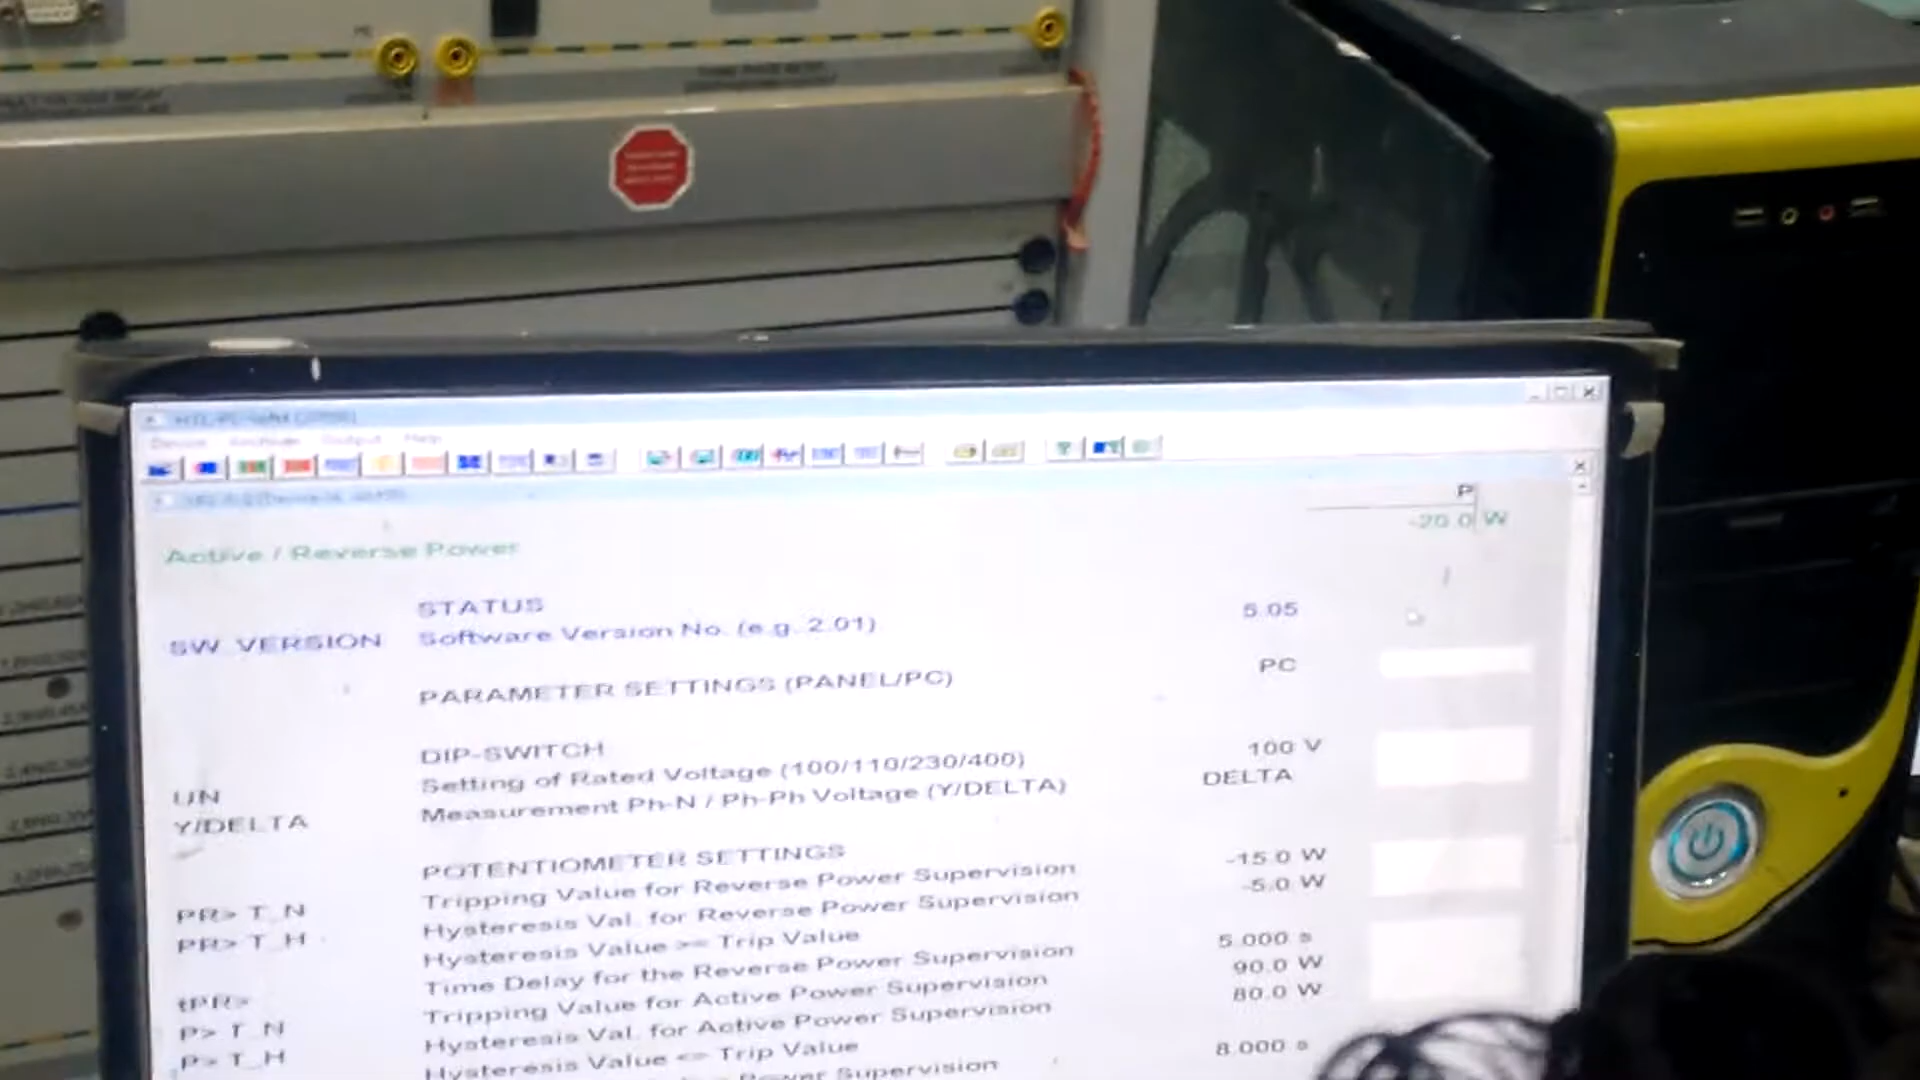 Device Archive Output Help
P
-20.0 W
Active / Reverse Power
STATUS
SW. VERSION Software Version No. (e.g. 2.01) 5.05
PARAMETER SETTINGS (PANEL/PC) PC
DIP-SWITCH
UN Setting of Rated Voltage (100/110/230/400) 100 V
Y/DELTA Measurement Ph-N / Ph-Ph Voltage (Y/DELTA) DELTA
POTENTIOMETER SETTINGS
PR> T_N Tripping Value for Reverse Power Supervision -15.0 W
PR> T_H Hysteresis Val. for Reverse Power Supervision -5.0 W
Hysteresis Value >= Trip Value
tPR> Time Delay for the Reverse Power Supervision 5.000 s
P> T_N Tripping Value for Active Power Supervision 90.0 W
P> T_H Hysteresis Val. for Active Power Supervision 80.0 W
Hysteresis Value <= Trip Value
Power Supervision 8.000 s